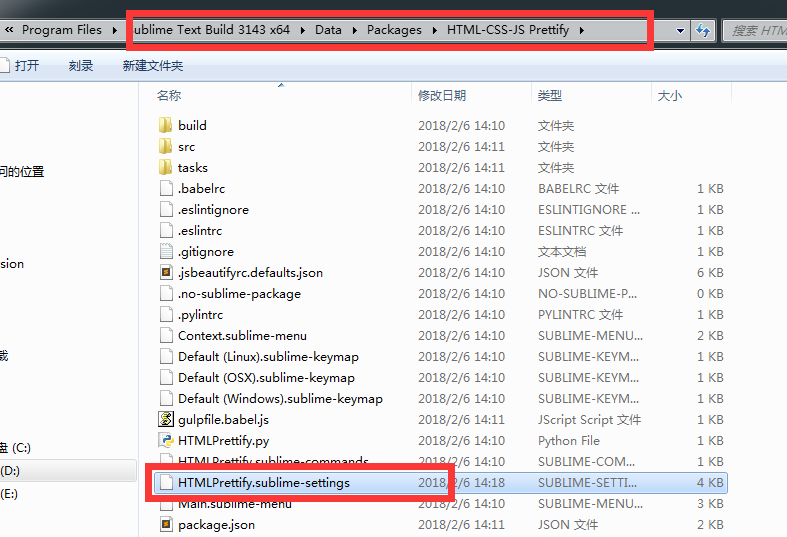 « Program Files ▸ ublime Text Build 3143 x64 ▸ Data ▸ Packages ▸ HTML-CSS-JS Prettify ▸ 搜索 HTM
打开 刻录 新建文件夹
名称 修改日期 类型 大小
build 2018/2/6 14:10 文件夹
src 2018/2/6 14:11 文件夹
问的位置
tasks 2018/2/6 14:11 文件夹
.babelrc 2018/2/6 14:10 BABELRC 文件 1 KB
.eslintignore 2018/2/6 14:10 ESLINTIGNORE ... 1 KB
.eslintrc 2018/2/6 14:10 ESLINTRC 文件 1 KB
.gitignore 2018/2/6 14:10 文本文档 1 KB
sion
.jsbeautifyrc.defaults.json 2018/2/6 14:10 JSON 文件 6 KB
.no-sublime-package 2018/2/6 14:10 NO-SUBLIME-P... 0 KB
.pylintrc 2018/2/6 14:10 PYLINTRC 文件 1 KB
Context.sublime-menu 2018/2/6 14:10 SUBLIME-MENU... 2 KB
载
Default (Linux).sublime-keymap 2018/2/6 14:10 SUBLIME-KEYM... 1 KB
Default (OSX).sublime-keymap 2018/2/6 14:10 SUBLIME-KEYM... 1 KB
Default (Windows).sublime-keymap 2018/2/6 14:10 SUBLIME-KEYM... 1 KB
gulpfile.babel.js 2018/2/6 14:11 JScript Script 文件 1 KB
盘 (C:)
HTMLPrettify.py 2018/2/6 14:10 Python File 1 KB
(D:)
HTMLPrettify.sublime-commands 2018/2/6 14:10 SUBLIME-COM... 1 KB
HTMLPrettify.sublime-settings 2018/2/6 14:18 SUBLIME-SETTI... 4 KB
(E:)
Main.sublime-menu 2018/2/6 14:10 SUBLIME-MENU... 3 KB
package.json 2018/2/6 14:11 JSON 文件 2 KB